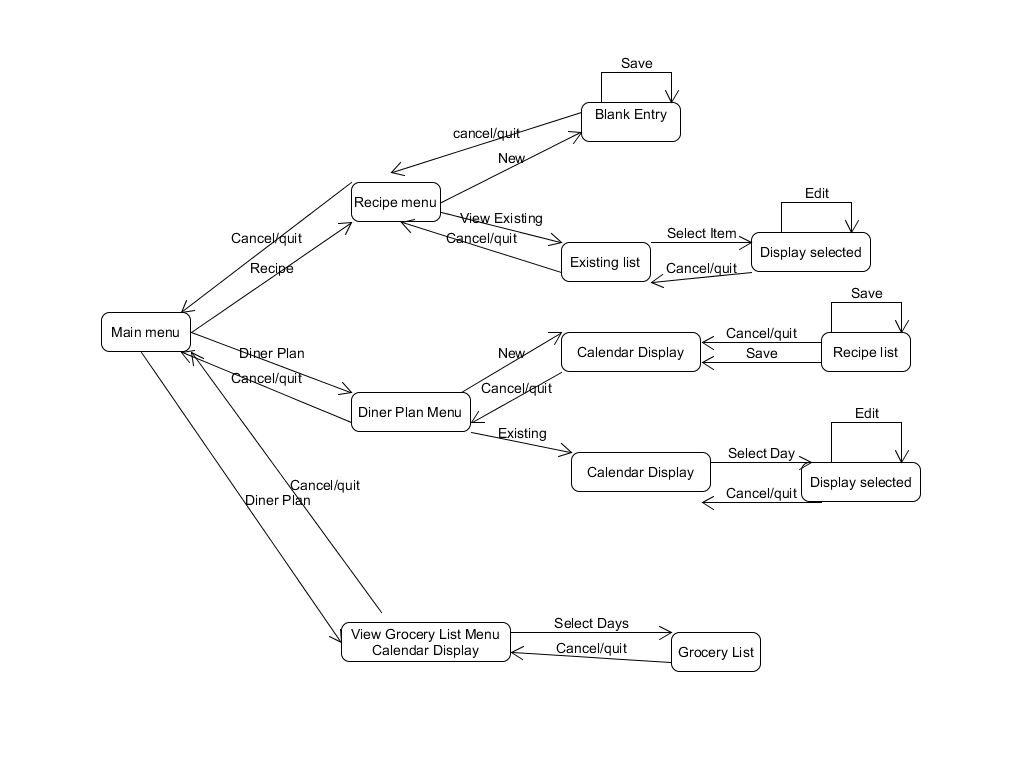 Save
Blank Entry
cancel/quit
New
Recipe menu
View Existing
Cancel/quit
Edit
Select Item
Display selected
Existing list
Cancel/quit
Cancel/quit
Recipe
Save
Main menu
Cancel/quit
Save
Recipe list
Diner Plan
Cancel/quit
New
Calendar Display
Cancel/quit
Diner Plan Menu
Existing
Edit
Select Day
Calendar Display
Display selected
Cancel/quit
Cancel/quit
Diner Plan
View Grocery List Menu
Calendar Display
Select Days
Cancel/quit
Grocery List